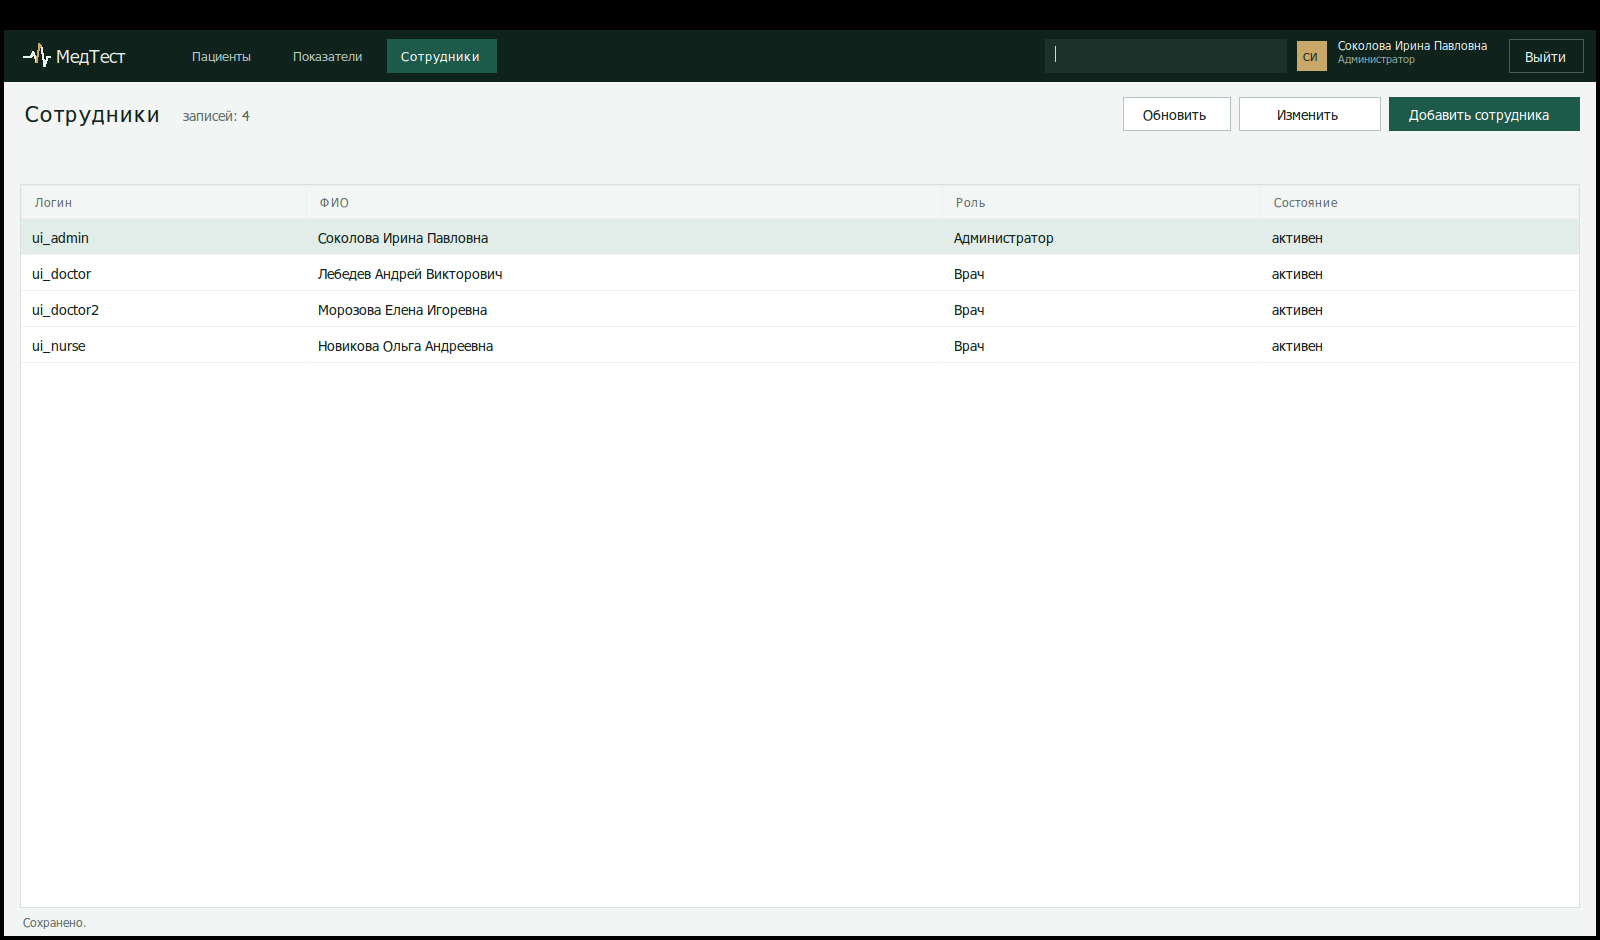 МедТест
Пациенты Показатели Сотрудники
СИ Соколова Ирина Павловна
Администратор
Выйти
Сотрудники записей: 4
Обновить Изменить Добавить сотрудника
Логин ФИО Роль Состояние
ui_admin Соколова Ирина Павловна Администратор активен
ui_doctor Лебедев Андрей Викторович Врач активен
ui_doctor2 Морозова Елена Игоревна Врач активен
ui_nurse Новикова Ольга Андреевна Врач активен
Сохранено.